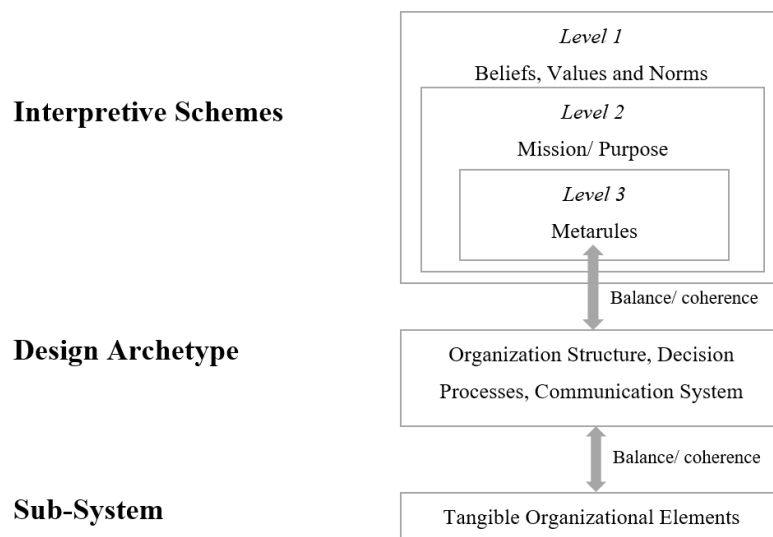 Level 1
Beliefs, Values and Norms
Interpretive Schemes
Level 2
Mission/ Purpose
Level 3
Metarules
Balance/ coherence
Design Archetype
Organization Structure, Decision
Processes, Communication System
Balance/ coherence
Sub-System
Tangible Organizational Elements